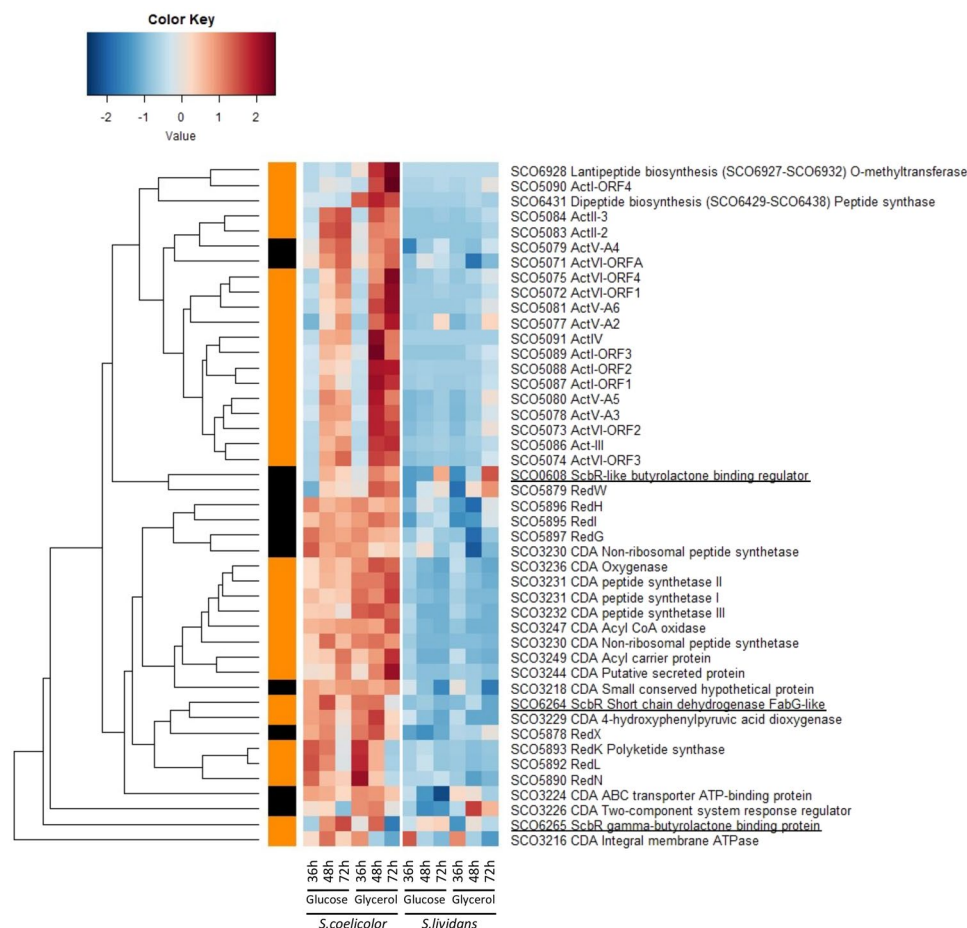 Color Key
-2 -1 0 1 2
Value
SCO6928 Lantipeptide biosynthesis (SCO6927-SCO6932) O-methyltransferase
SCO5090 ActI-ORF4
SCO6431 Dipeptide biosynthesis (SCO6429-SCO6438) Peptide synthase
SCO5084 ActII-3
SCO5083 ActII-2
SCO5079 ActV-A4
SCO5071 ActVI-ORFA
SCO5075 ActVI-ORF4
SCO5072 ActVI-ORF1
SCO5081 ActV-A6
SCO5077 ActV-A2
SCO5091 ActIV
SCO5089 ActI-ORF3
SCO5088 ActI-ORF2
SCO5087 ActI-ORF1
SCO5080 ActV-A5
SCO5078 ActV-A3
SCO5073 ActVI-ORF2
SCO5086 Act-III
SCO5074 ActVI-ORF3
SCO0608 ScbR-like butyrolactone binding regulator
SCO5879 RedW
SCO5896 RedH
SCO5895 RedI
SCO5897 RedG
SCO3230 CDA Non-ribosomal peptide synthetase
SCO3236 CDA Oxygenase
SCO3231 CDA peptide synthetase II
SCO3231 CDA peptide synthetase I
SCO3232 CDA peptide synthetase III
SCO3247 CDA Acyl CoA oxidase
SCO3230 CDA Non-ribosomal peptide synthetase
SCO3249 CDA Acyl carrier protein
SCO3244 CDA Putative secreted protein
SCO3218 CDA Small conserved hypothetical protein
SCO6264 ScbR Short chain dehydrogenase FabG-like
SCO3229 CDA 4-hydroxyphenylpyruvic acid dioxygenase
SCO5878 RedX
SCO5893 RedK Polyketide synthase
SCO5892 RedL
SCO5890 RedN
SCO3224 CDA ABC transporter ATP-binding protein
SCO3226 CDA Two-component system response regulator
SCO6265 ScbR gamma-butyrolactone binding protein
SCO3216 CDA Integral membrane ATPase
36h 48h 72h 36h 48h 72h 36h 48h 72h 36h 48h 72h
Glucose Glycerol Glucose Glycerol
S.coelicolor S.lividans